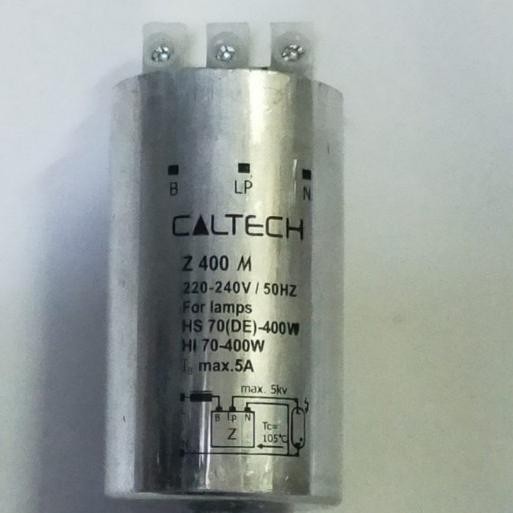 B LP N
CALTECH
Z 400 M
220-240V / 50HZ
For lamps
HS 70(DE)-400W
HI 70-400W
max.5A
max. 5kv
B LP N
Z
Tc=
105°C